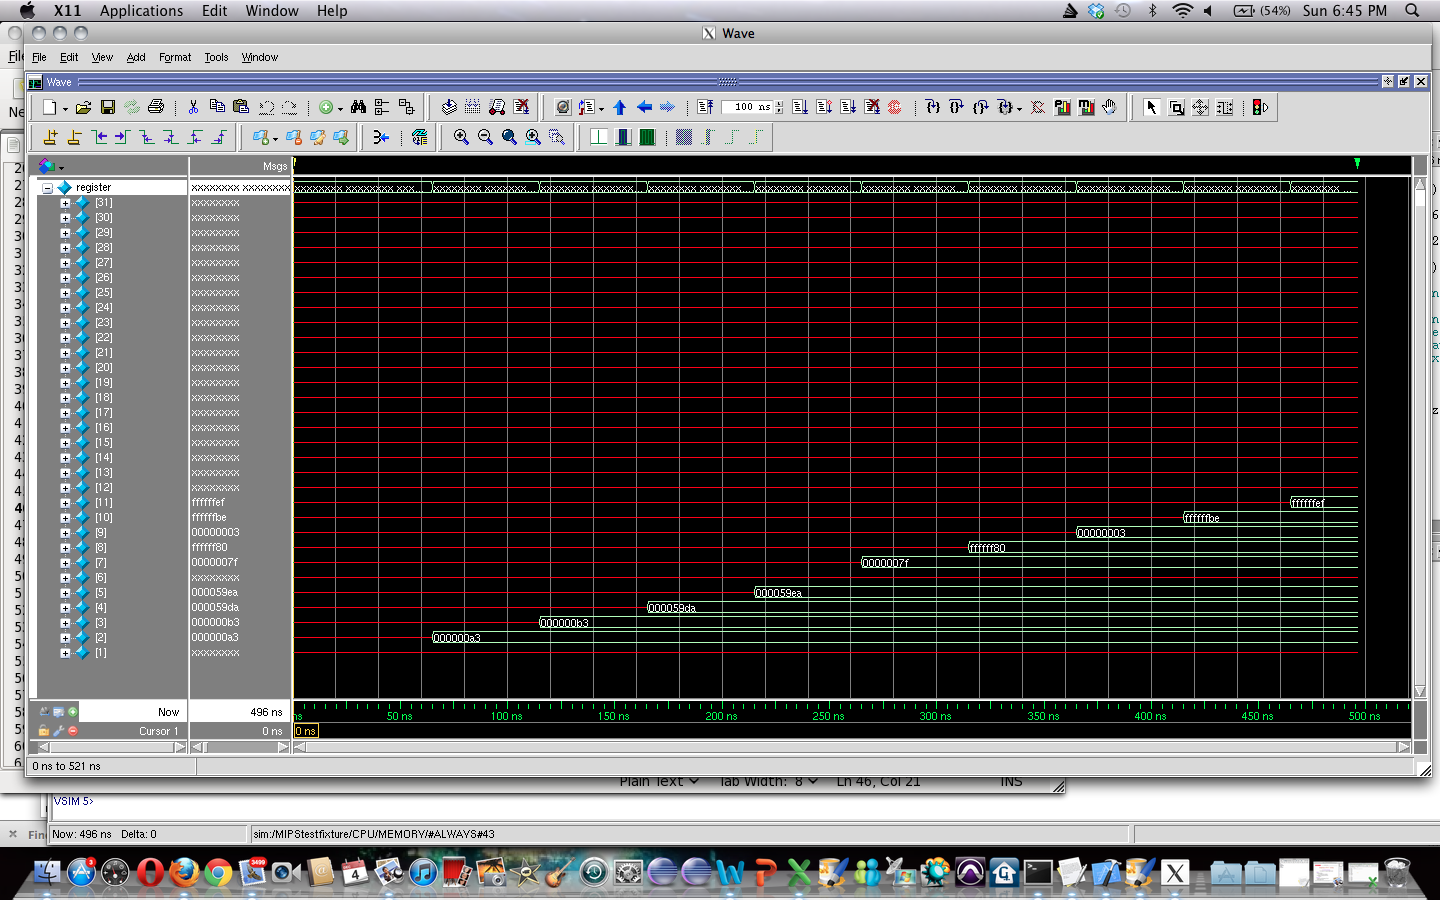 X11 Applications Edit Window Help (54%) Sun 6:45 PM
Wave
File Edit View Add Format Tools Window
Wave
100 ns
Msgs
register xxxxxxxx xxxxxxxx
[31] xxxxxxxx
[30] xxxxxxxx
[29] xxxxxxxx
[28] xxxxxxxx
[27] xxxxxxxx
[26] xxxxxxxx
[25] xxxxxxxx
[24] xxxxxxxx
[23] xxxxxxxx
[22] xxxxxxxx
[21] xxxxxxxx
[20] xxxxxxxx
[19] xxxxxxxx
[18] xxxxxxxx
[17] xxxxxxxx
[16] xxxxxxxx
[15] xxxxxxxx
[14] xxxxxxxx
[13] xxxxxxxx
[12] xxxxxxxx
[11] ffffffef ffffffef
[10] ffffffbe ffffffbe
[9] 00000003 00000003
[8] ffffff80 ffffff80
[7] 0000007f 0000007f
[6] xxxxxxxx
[5] 000059ea 000059ea
[4] 000059da 000059da
[3] 000000b3 000000b3
[2] 000000a3 000000a3
[1] xxxxxxxx
Now 496 ns ns 50 ns 100 ns 150 ns 200 ns 250 ns 300 ns 350 ns 400 ns 450 ns 500 ns
Cursor 1 0 ns 0 ns
0 ns to 521 ns
Plain Text Tab Width: 8 Ln 46, Col 21 INS
VSIM 5>
Now: 496 ns Delta: 0 sim:/MIPStestfixture/CPU/MEMORY/#ALWAYS#43